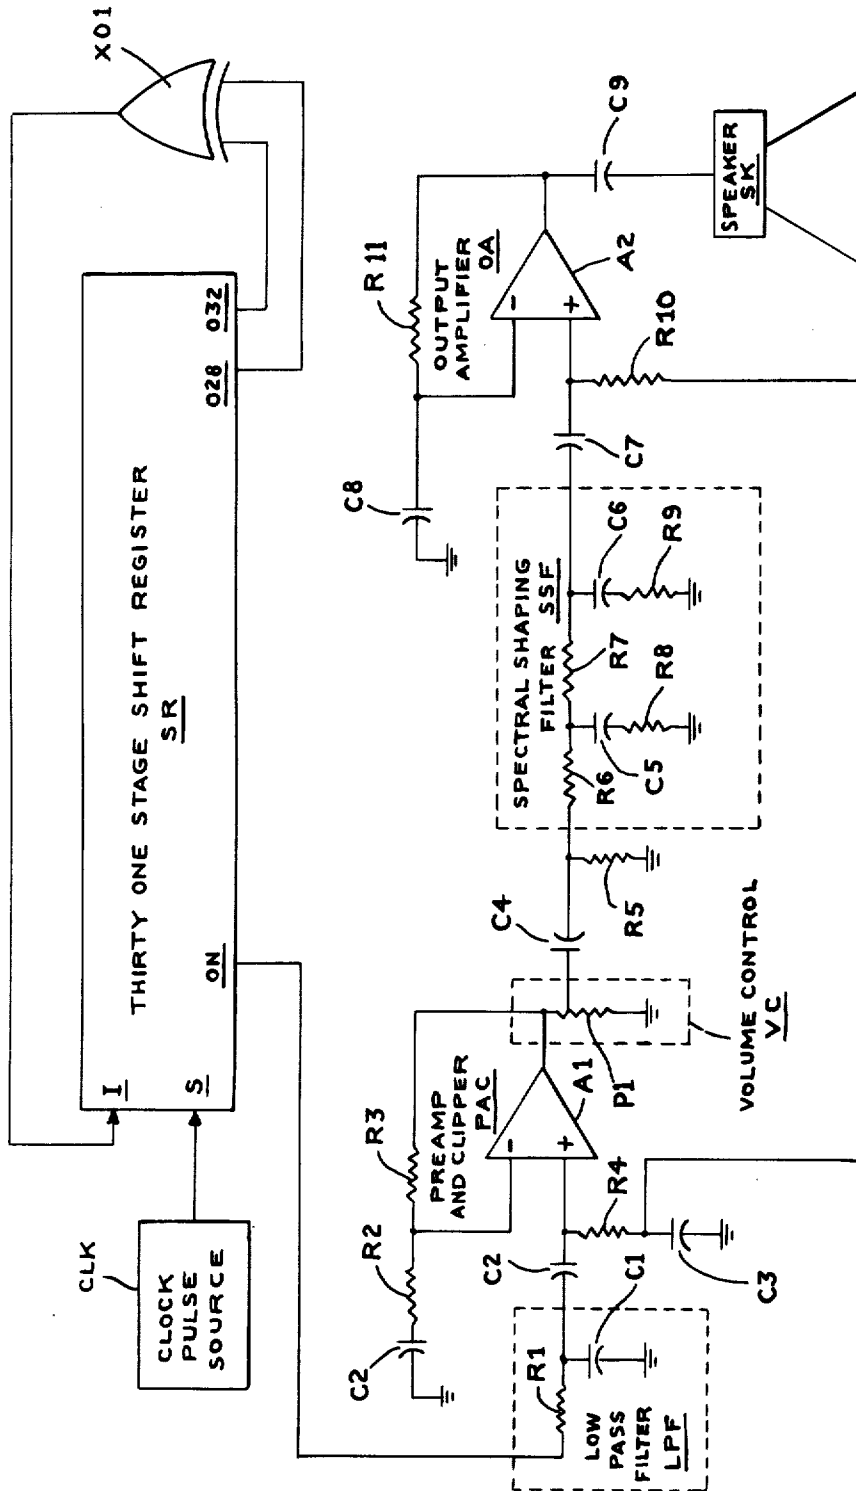 X01
THIRTY ONE STAGE SHIFT REGISTER
SR
I
S
ON
028
032
CLK
CLOCK
PULSE
SOURCE
C2
R2
R3
PREAMP
AND CLIPPER
PAC
-
+
A1
P1
VOLUME CONTROL
VC
LOW
PASS
FILTER
LPF
R1
C1
C2
R4
C3
C4
R5
SPECTRAL SHAPING
FILTER SSF
R6
C5
R8
R7
C6
R9
C7
C8
R11
OUTPUT
AMPLIFIER
OA
-
+
A2
R10
C9
SPEAKER
SK